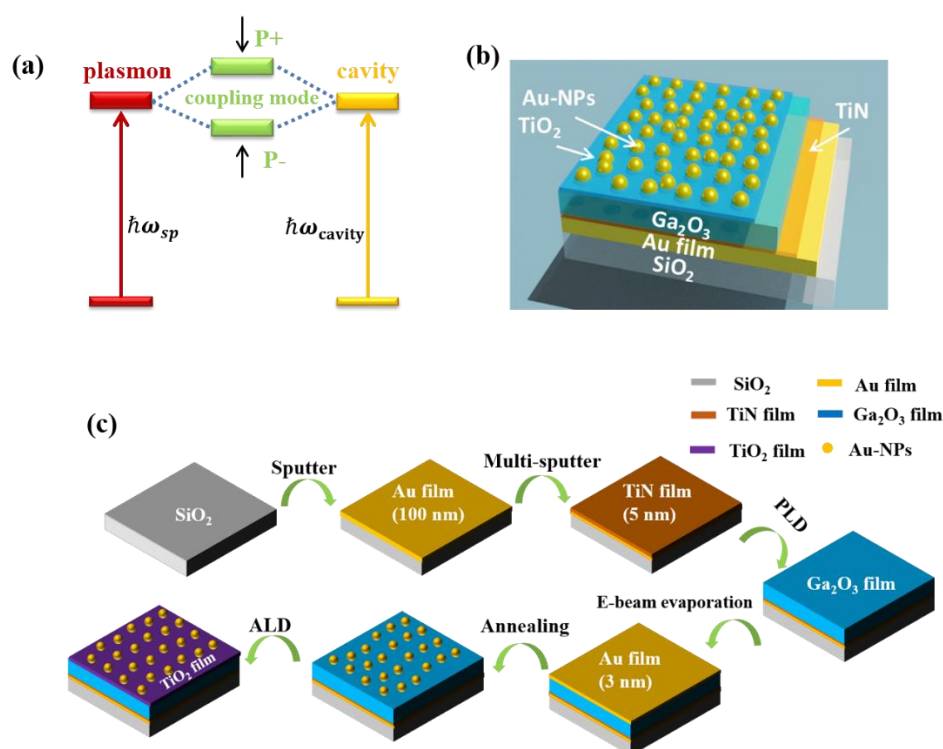 (a)
P+
plasmon
cavity
coupling mode
P-
ℏω_sp
ℏω_cavity
(b)
Au-NPs
TiO₂
TiN
Ga₂O₃
Au film
SiO₂
SiO₂
Au film
TiN film
Ga₂O₃ film
TiO₂ film
Au-NPs
(c)
Sputter
Multi-sputter
SiO₂
Au film
(100 nm)
TiN film
(5 nm)
PLD
Ga₂O₃ film
E-beam evaporation
Annealing
ALD
Au film
(3 nm)
TiO₂ film